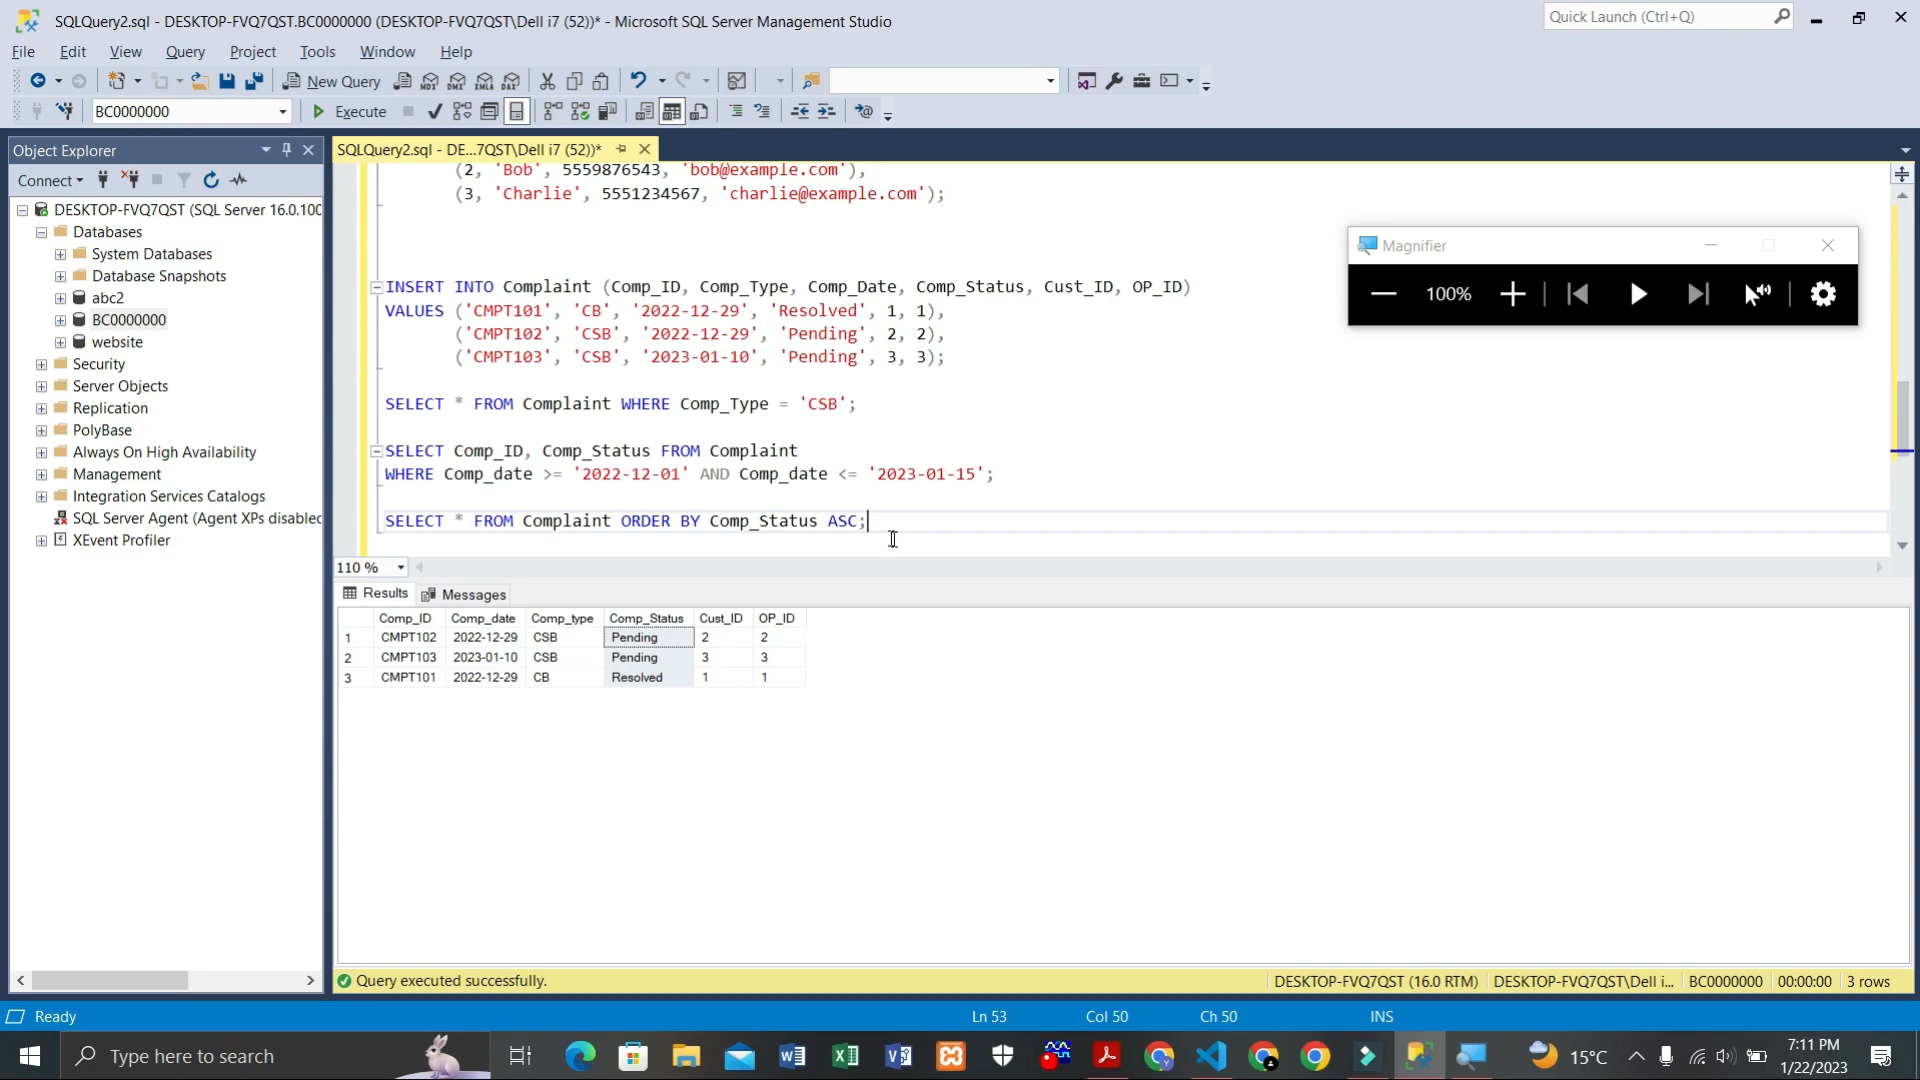 SQLQuery2.sql - DESKTOP-FVQ7QST.BC0000000 (DESKTOP-FVQ7QST\Dell i7 (52))* - Microsoft SQL Server Management Studio
Quick Launch (Ctrl+Q)
File Edit View Query Project Tools Window Help
New Query
MDX DMX XMLA DAX
BC0000000
Execute
Object Explorer
SQLQuery2.sql - DE...7QST\Dell i7 (52))*
Connect
DESKTOP-FVQ7QST (SQL Server 16.0.100
Databases
System Databases
Database Snapshots
abc2
BC0000000
website
Security
Server Objects
Replication
PolyBase
Always On High Availability
Management
Integration Services Catalogs
SQL Server Agent (Agent XPs disabled
XEvent Profiler
(2, 'Bob', 5559876543, 'bob@example.com'),
(3, 'Charlie', 5551234567, 'charlie@example.com');
INSERT INTO Complaint (Comp_ID, Comp_Type, Comp_Date, Comp_Status, Cust_ID, OP_ID)
VALUES ('CMPT101', 'CB', '2022-12-29', 'Resolved', 1, 1),
('CMPT102', 'CSB', '2022-12-29', 'Pending', 2, 2),
('CMPT103', 'CSB', '2023-01-10', 'Pending', 3, 3);
SELECT * FROM Complaint WHERE Comp_Type = 'CSB';
SELECT Comp_ID, Comp_Status FROM Complaint
WHERE Comp_date >= '2022-12-01' AND Comp_date <= '2023-01-15';
SELECT * FROM Complaint ORDER BY Comp_Status ASC;
Magnifier
100%
110 %
Results Messages
Comp_ID Comp_date Comp_type Comp_Status Cust_ID OP_ID
1 CMPT102 2022-12-29 CSB Pending 2 2
2 CMPT103 2023-01-10 CSB Pending 3 3
3 CMPT101 2022-12-29 CB Resolved 1 1
Query executed successfully.
DESKTOP-FVQ7QST (16.0 RTM) DESKTOP-FVQ7QST\Dell i... BC0000000 00:00:00 3 rows
Ready
Ln 53 Col 50 Ch 50 INS
Type here to search
15°C
7:11 PM
1/22/2023